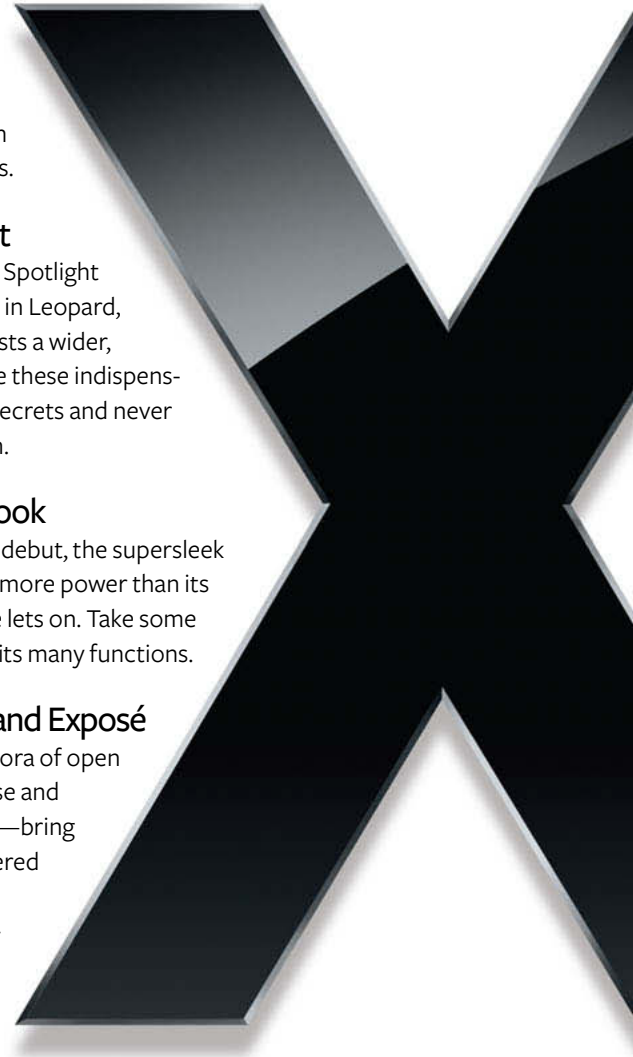 n
s.
t
Spotlight
in Leopard,
sts a wider,
e these indispens-
ecrets and never
n.
ook
debut, the supersleek
more power than its
e lets on. Take some
its many functions.
and Exposé
ora of open
se and
—bring
ered
.
X